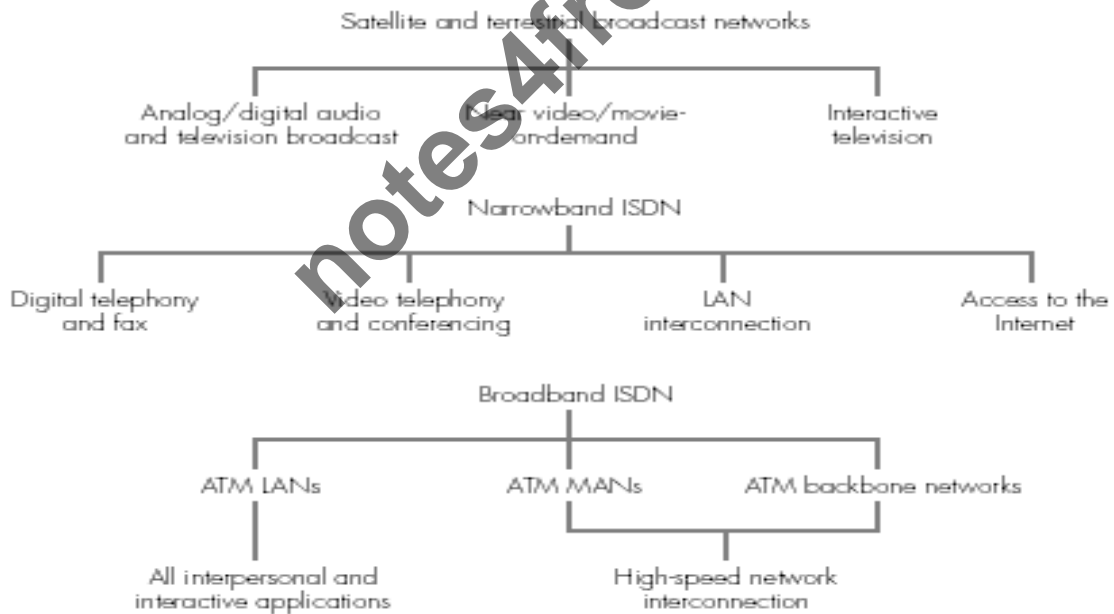 Satellite and terrestrial broadcast networks
Analog/digital audio
and television broadcast
Near video/movie-
on-demand
Interactive
television
Narrowband ISDN
Digital telephony
and fax
Video telephony
and conferencing
LAN
interconnection
Access to the
Internet
Broadband ISDN
ATM LANs
ATM MANs
ATM backbone networks
All interpersonal and
interactive applications
High-speed network
interconnection
notes4fre